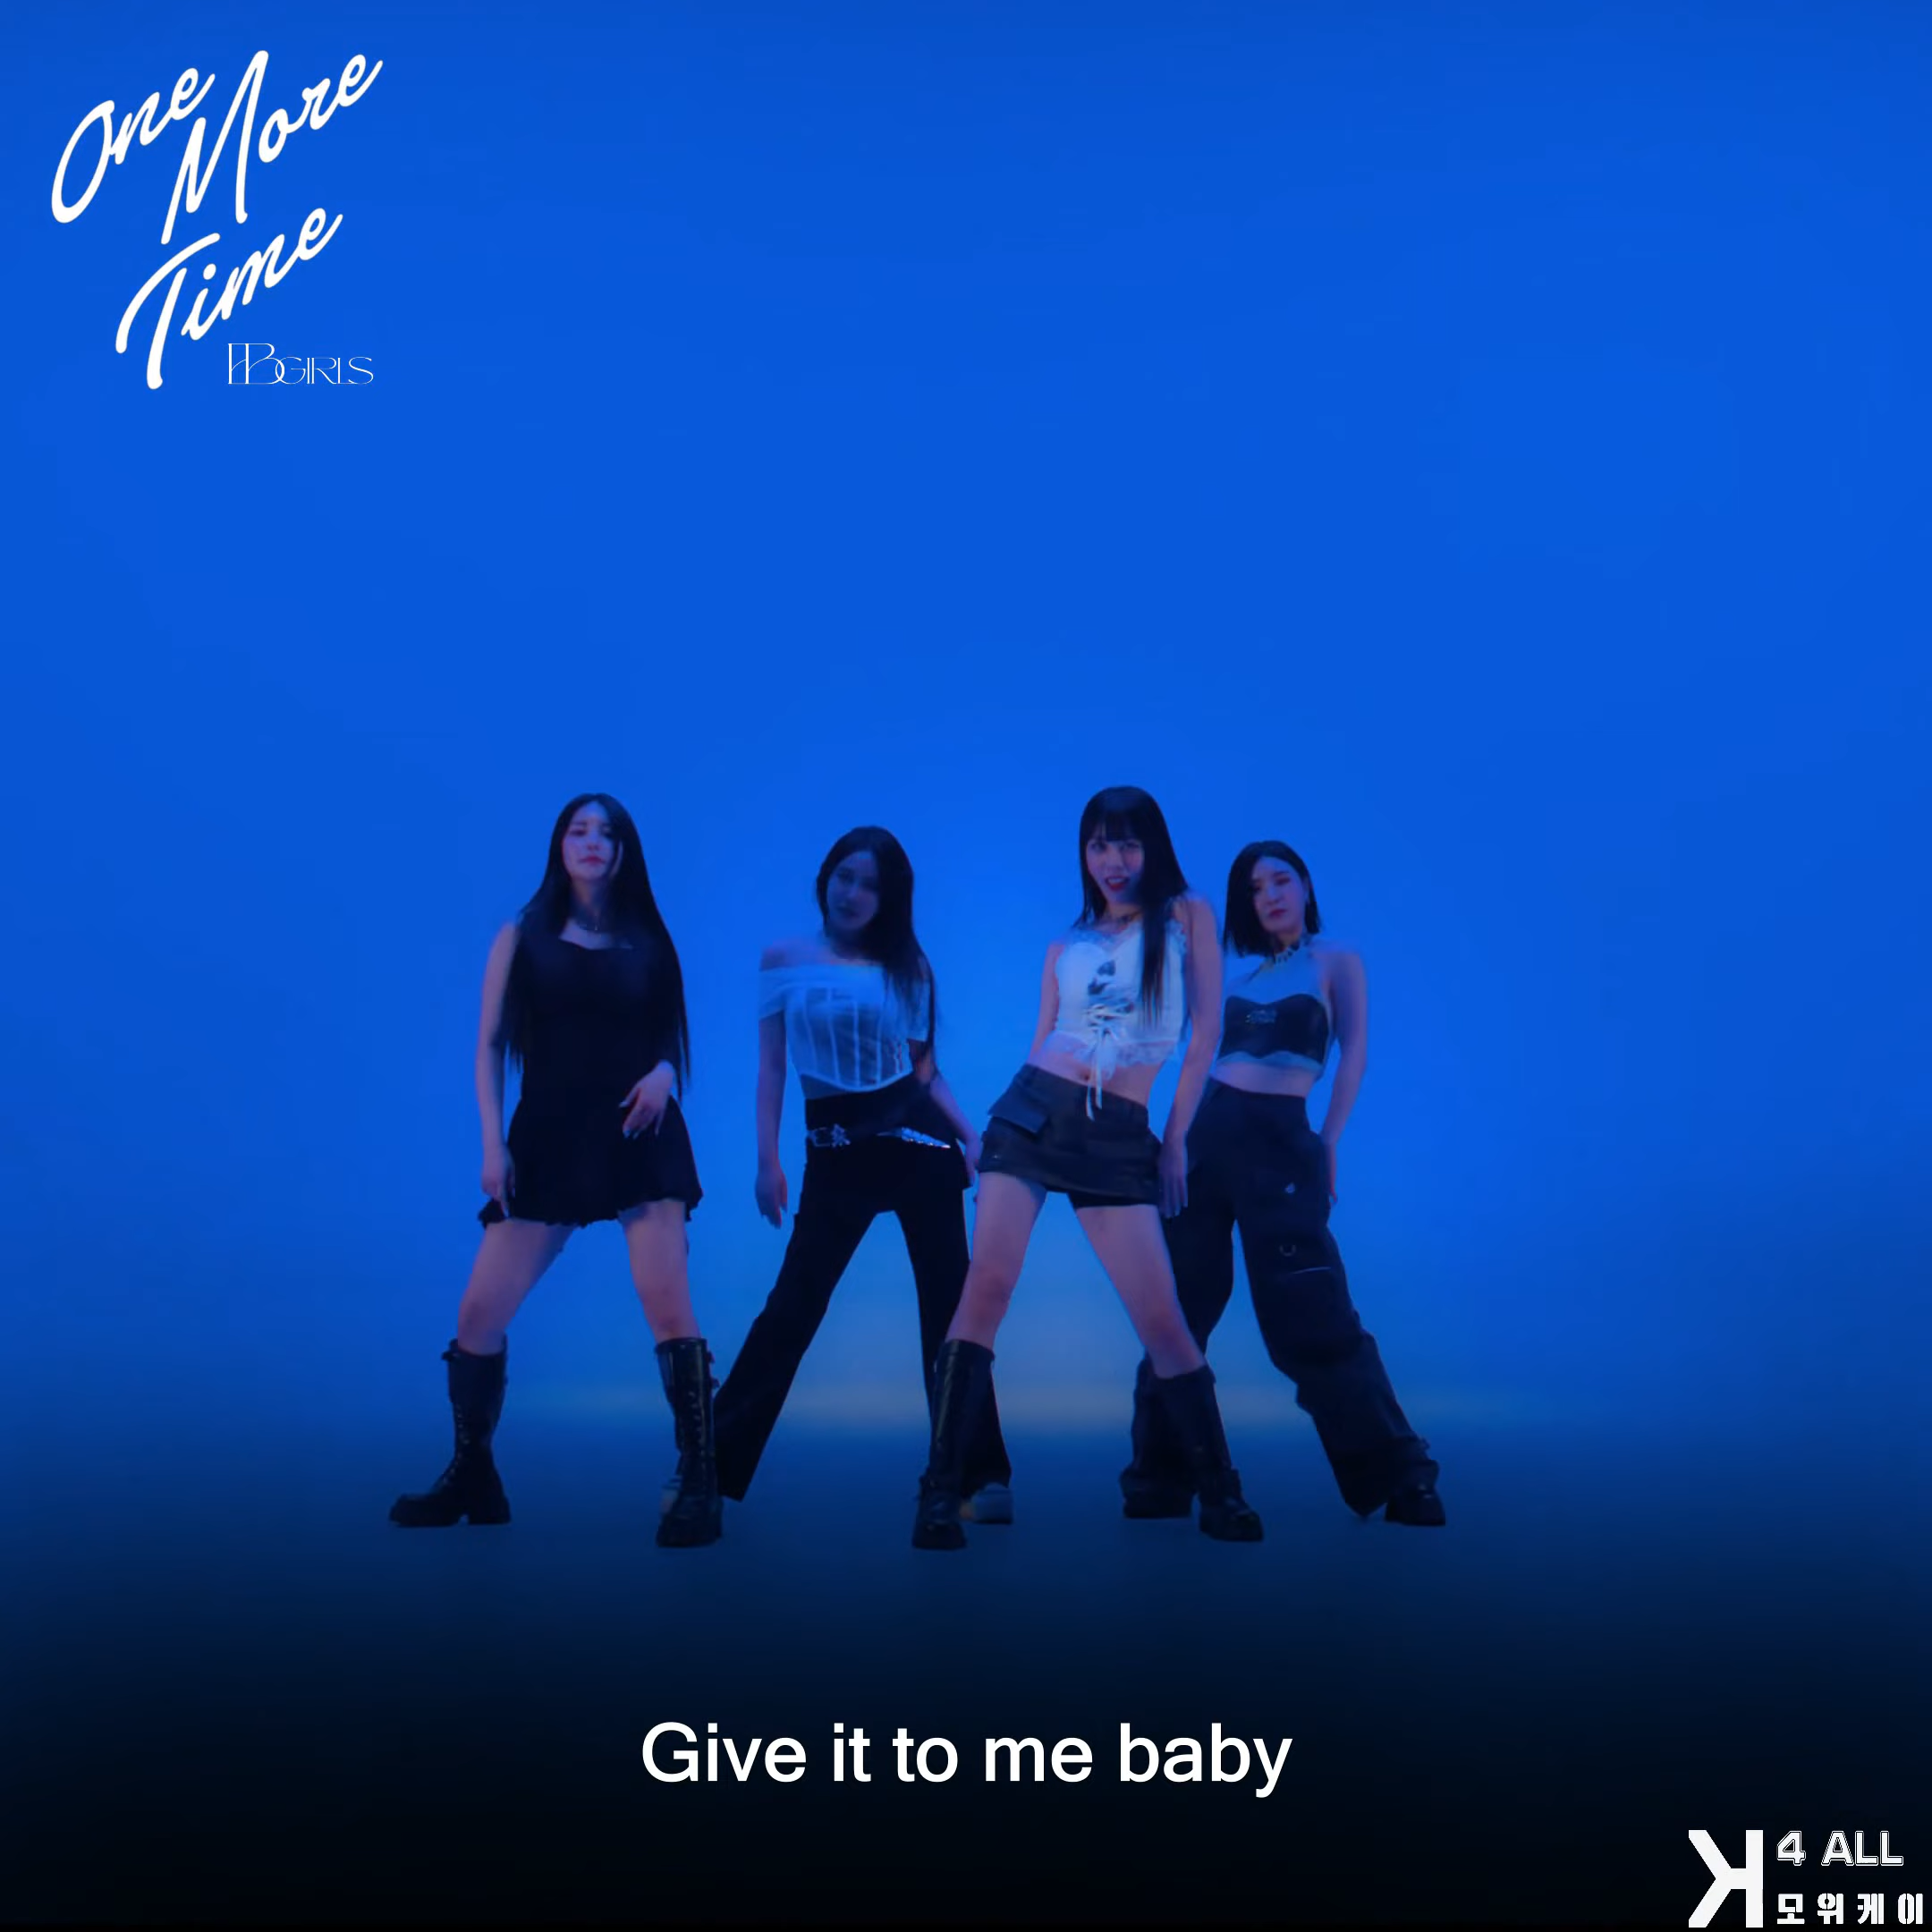 One
More
Time
BBGIRLS
Give it to me baby
K 4 ALL
모위케이